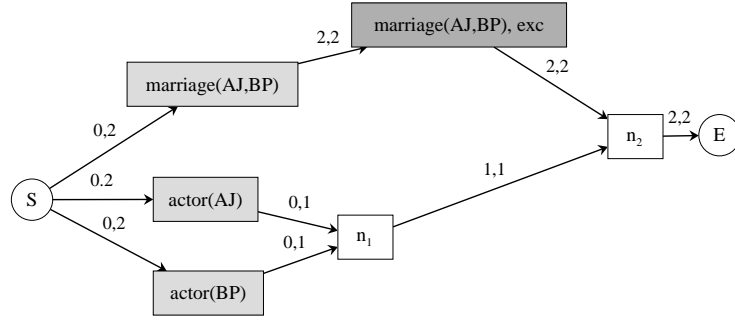 marriage(AJ,BP), exc
2,2
marriage(AJ,BP)
2,2
0,2
n2
2,2
E
1,1
S
0.2
actor(AJ)
0,1
n1
0,2
0,1
actor(BP)